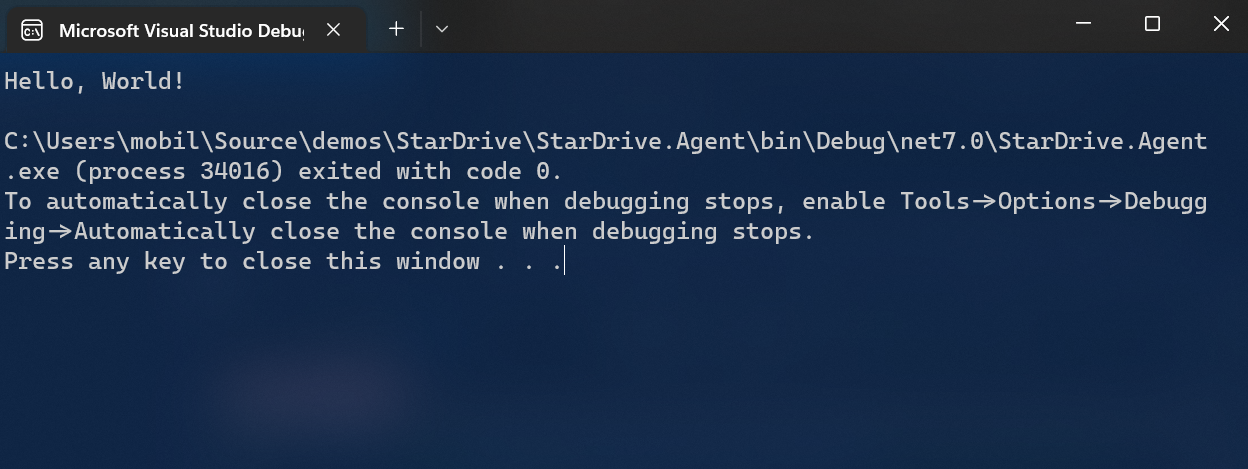 Microsoft Visual Studio Debu
Hello, World!
C:\Users\mobil\Source\demos\StarDrive\StarDrive.Agent\bin\Debug\net7.0\StarDrive.Agent
.exe (process 34016) exited with code 0.
To automatically close the console when debugging stops, enable Tools->Options->Debugg
ing->Automatically close the console when debugging stops.
Press any key to close this window . . .